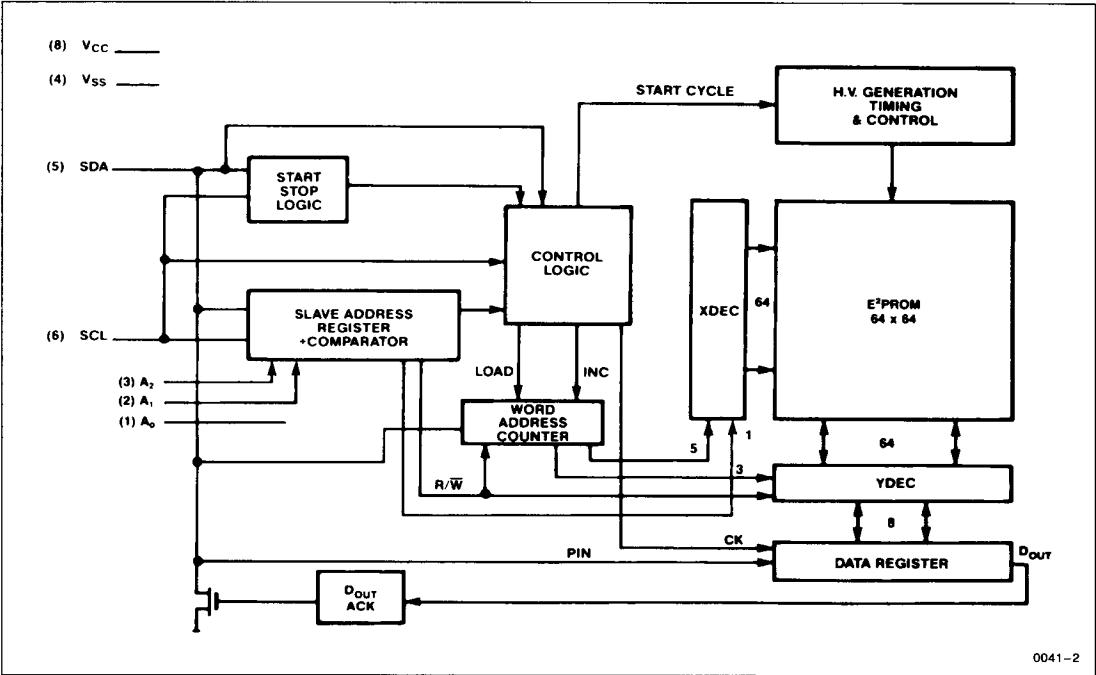 (8) VCC
(4) VSS
START CYCLE
H.V. GENERATION
TIMING
& CONTROL
(5) SDA
START
STOP
LOGIC
CONTROL
LOGIC
XDEC
64
E²PROM
64 x 64
SLAVE ADDRESS
REGISTER
+COMPARATOR
(6) SCL
(3) A₂
(2) A₁
(1) A₀
LOAD
INC
WORD
ADDRESS
COUNTER
5
1
64
3
R/W̅
YDEC
8
CK
PIN
DATA REGISTER
DOUT
DOUT
ACK
0041–2